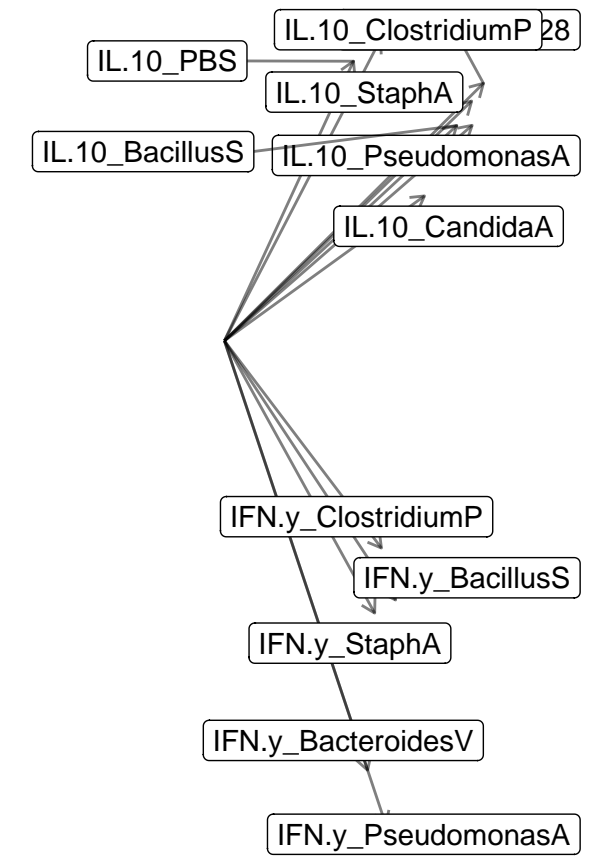 IL.10_ClostridiumP
28
IL.10_PBS
IL.10_StaphA
IL.10_BacillusS
IL.10_PseudomonasA
IL.10_CandidaA
IFN.y_ClostridiumP
IFN.y_BacillusS
IFN.y_StaphA
IFN.y_BacteroidesV
IFN.y_PseudomonasA